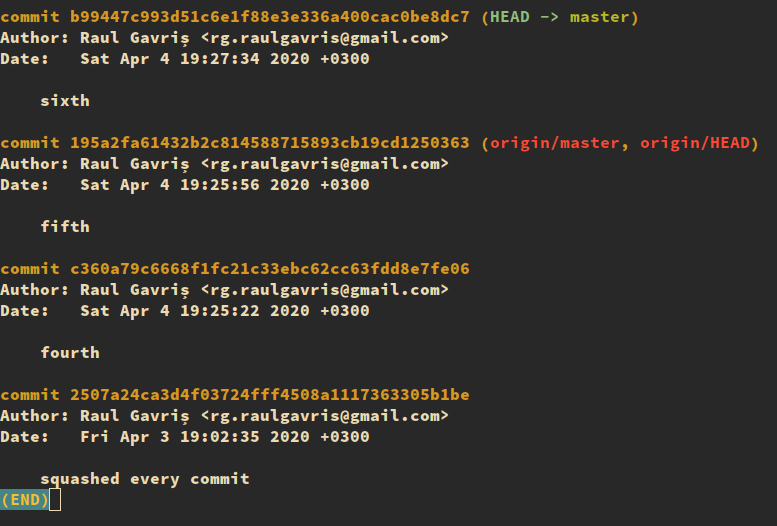 commit b99447c993d51c6e1f88e3e336a400cac0be8dc7 (HEAD -> master)
Author: Raul Gavriș <rg.raulgavris@gmail.com>
Date:   Sat Apr 4 19:27:34 2020 +0300
sixth
commit 195a2fa61432b2c814588715893cb19cd1250363 (origin/master, origin/HEAD)
Author: Raul Gavriș <rg.raulgavris@gmail.com>
Date:   Sat Apr 4 19:25:56 2020 +0300
fifth
commit c360a79c6668f1fc21c33ebc62cc63fdd8e7fe06
Author: Raul Gavriș <rg.raulgavris@gmail.com>
Date:   Sat Apr 4 19:25:22 2020 +0300
fourth
commit 2507a24ca3d4f03724fff4508a1117363305b1be
Author: Raul Gavriș <rg.raulgavris@gmail.com>
Date:   Fri Apr 3 19:02:35 2020 +0300
squashed every commit
(END)